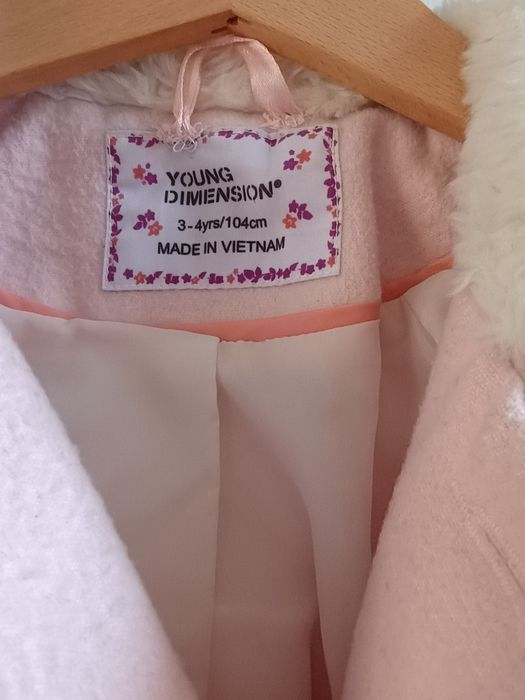 YOUNG
DIMENSION®
3-4yrs/104cm
MADE IN VIETNAM